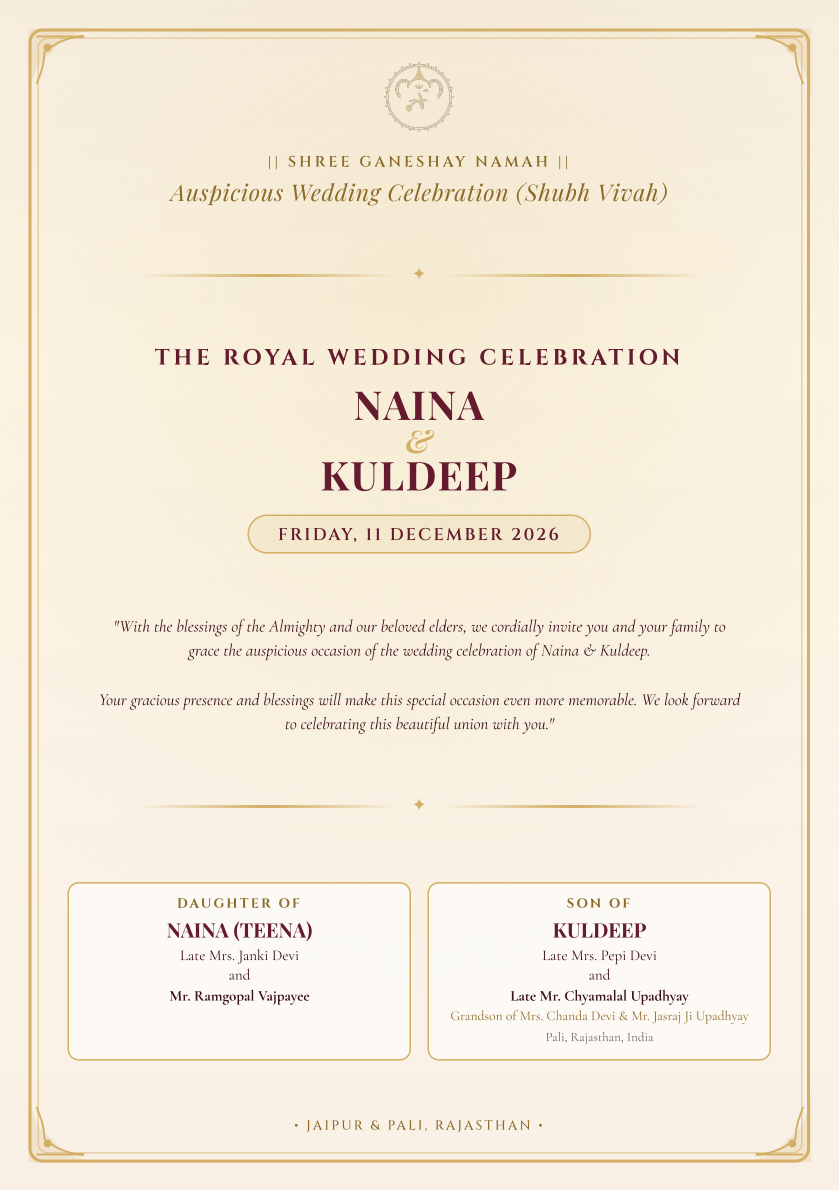 || SHREE GANESHAY NAMAH ||
Auspicious Wedding Celebration (Shubh Vivah)
THE ROYAL WEDDING CELEBRATION
NAINA
&
KULDEEP
FRIDAY, 11 DECEMBER 2026
"With the blessings of the Almighty and our beloved elders, we cordially invite you and your family to
grace the auspicious occasion of the wedding celebration of Naina & Kuldeep.
Your gracious presence and blessings will make this special occasion even more memorable. We look forward
to celebrating this beautiful union with you."
DAUGHTER OF
NAINA (TEENA)
Late Mrs. Janki Devi
and
Mr. Ramgopal Vajpayee
SON OF
KULDEEP
Late Mrs. Pepi Devi
and
Late Mr. Chyamalal Upadhyay
Grandson of Mrs. Chanda Devi & Mr. Jasraj Ji Upadhyay
Pali, Rajasthan, India
• JAIPUR & PALI, RAJASTHAN •